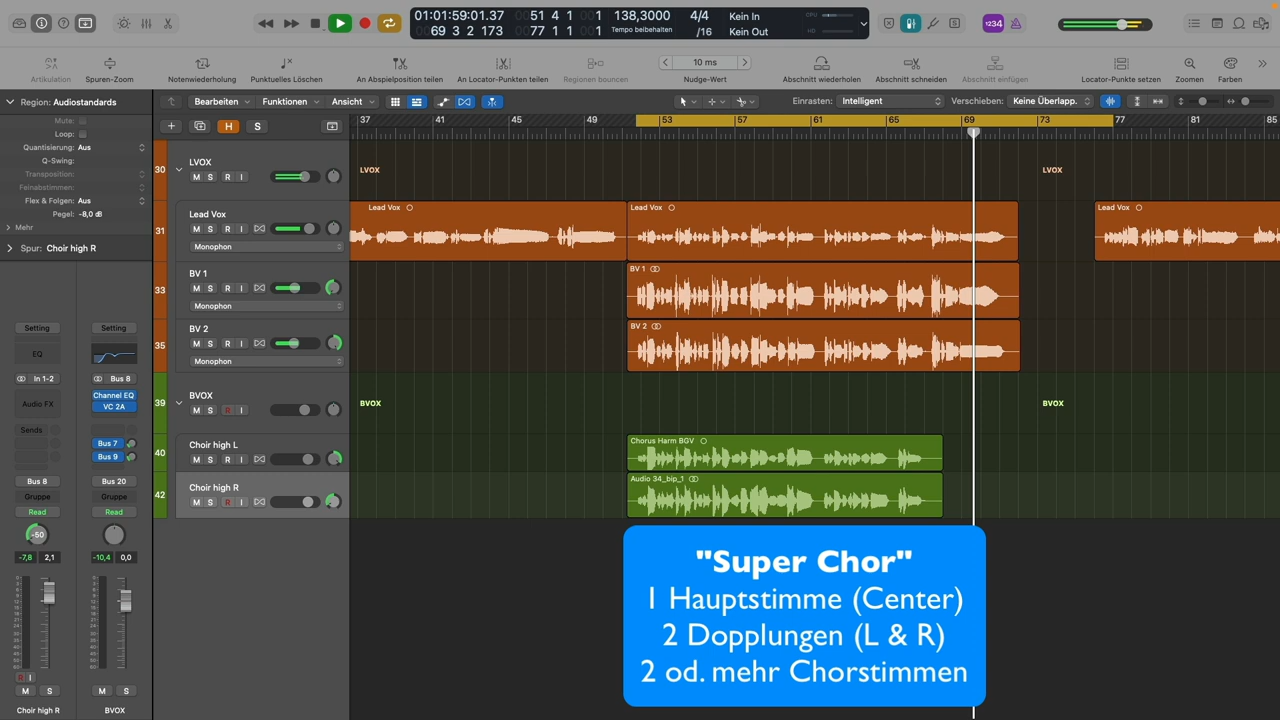 01:01:59:01.37
69 3 2 173
51 4 1 1
77 1 1 1
138,3000
Tempo beibehalten
4/4
/16
Kein In
Kein Out
CPU
HD
1234
Artikulation
Spuren-Zoom
Notenwiederholung
Punktuelles Löschen
An Abspielposition teilen
An Locator-Punkten teilen
Regionen bouncen
10 ms
Nudge-Wert
Abschnitt wiederholen
Abschnitt schneiden
Abschnitt einfügen
Locator-Punkte setzen
Zoomen
Farben
Region: Audiostandards
Bearbeiten
Funktionen
Ansicht
Einrasten: Intelligent
Verschieben: Keine Überlapp.
Mute:
Loop:
Quantisierung: Aus
Q-Swing:
Transposition:
Feinabstimmen:
Flex & Folgen: Aus
Pegel: -8,0 dB
Mehr
Spur: Choir high R
H S
37 41 45 49 53 57 61 65 69 73 77 81 85
30 LVOX
M S R I
LVOX
LVOX
31 Lead Vox
M S R I
Monophon
Lead Vox
Lead Vox
Lead Vox
33 BV 1
M S R I
Monophon
BV 1
35 BV 2
M S R I
Monophon
BV 2
39 BVOX
M S R I
BVOX
BVOX
40 Choir high L
M S R I
Chorus Harm BGV
42 Choir high R
M S R I
Audio 34_bip_1
Setting
Setting
EQ
In 1-2
Bus 8
Audio FX
Channel EQ
VC 2A
Sends
Bus 7
Bus 9
Bus 8
Bus 20
Gruppe
Gruppe
Read
Read
-50
-7,8 2,1
-10,4 0,0
R I
M S
M S
Choir high R
BVOX
"Super Chor"
1 Hauptstimme (Center)
2 Dopplungen (L & R)
2 od. mehr Chorstimmen